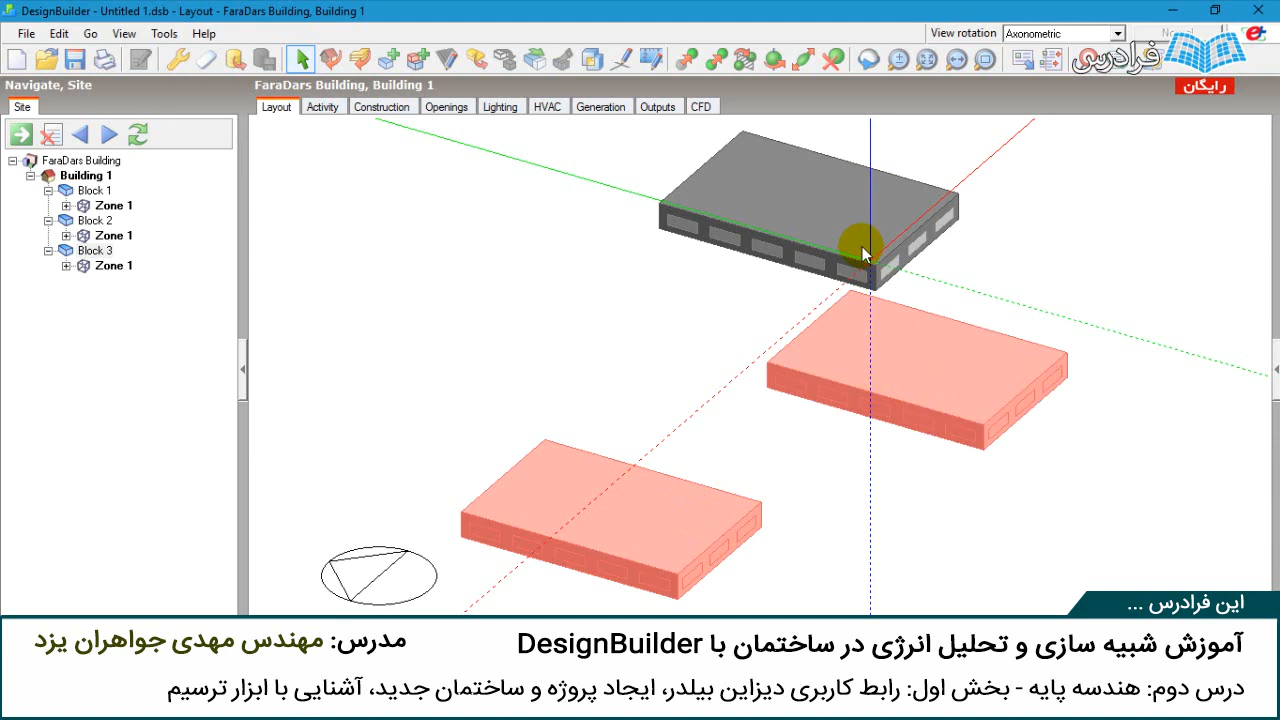 DesignBuilder - Untitled 1.dsb - Layout - FaraDars Building, Building 1
File Edit Go View Tools Help
View rotation Axonometric
فرادرس
رایگان
Navigate, Site
FaraDars Building, Building 1
Site
Layout Activity Construction Openings Lighting HVAC Generation Outputs CFD
FaraDars Building
Building 1
Block 1
Zone 1
Block 2
Zone 1
Block 3
Zone 1
این فرادرس ...
آموزش شبیه سازی و تحلیل انرژی در ساختمان با DesignBuilder
مدرس: مهندس مهدی جواهران یزد
درس دوم: هندسه پایه - بخش اول: رابط کاربری دیزاین بیلدر، ایجاد پروژه و ساختمان جدید، آشنایی با ابزار ترسیم